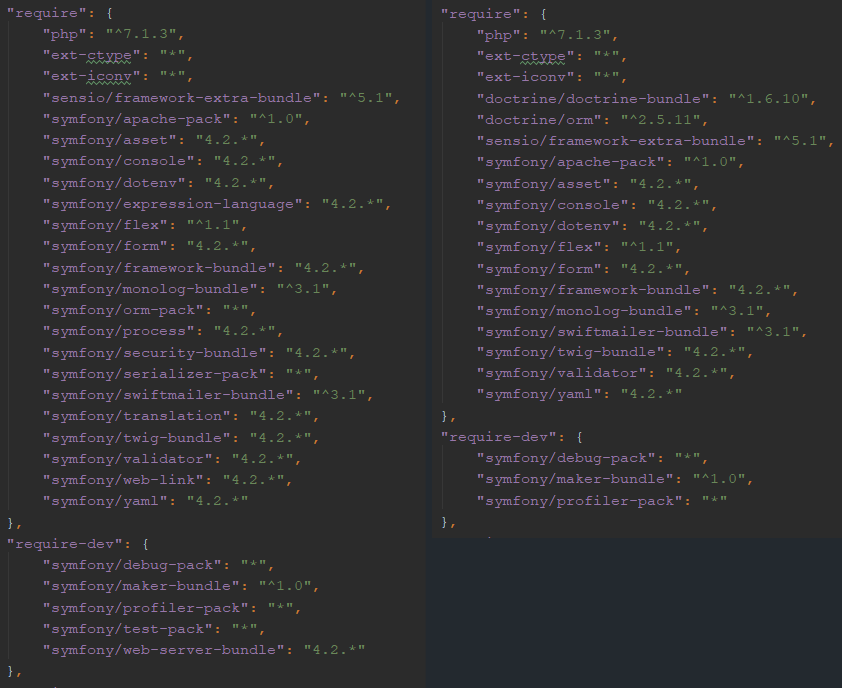 "require": {
"php": "^7.1.3",
"ext-ctype": "*",
"ext-iconv": "*",
"sensio/framework-extra-bundle": "^5.1",
"symfony/apache-pack": "^1.0",
"symfony/asset": "4.2.*",
"symfony/console": "4.2.*",
"symfony/dotenv": "4.2.*",
"symfony/expression-language": "4.2.*",
"symfony/flex": "^1.1",
"symfony/form": "4.2.*",
"symfony/framework-bundle": "4.2.*",
"symfony/monolog-bundle": "^3.1",
"symfony/orm-pack": "*",
"symfony/process": "4.2.*",
"symfony/security-bundle": "4.2.*",
"symfony/serializer-pack": "*",
"symfony/swiftmailer-bundle": "^3.1",
"symfony/translation": "4.2.*",
"symfony/twig-bundle": "4.2.*",
"symfony/validator": "4.2.*",
"symfony/web-link": "4.2.*",
"symfony/yaml": "4.2.*"
},
"require-dev": {
"symfony/debug-pack": "*",
"symfony/maker-bundle": "^1.0",
"symfony/profiler-pack": "*",
"symfony/test-pack": "*",
"symfony/web-server-bundle": "4.2.*"
},
"require": {
"php": "^7.1.3",
"ext-ctype": "*",
"ext-iconv": "*",
"doctrine/doctrine-bundle": "^1.6.10",
"doctrine/orm": "^2.5.11",
"sensio/framework-extra-bundle": "^5.1",
"symfony/apache-pack": "^1.0",
"symfony/asset": "4.2.*",
"symfony/console": "4.2.*",
"symfony/dotenv": "4.2.*",
"symfony/flex": "^1.1",
"symfony/form": "4.2.*",
"symfony/framework-bundle": "4.2.*",
"symfony/monolog-bundle": "^3.1",
"symfony/swiftmailer-bundle": "^3.1",
"symfony/twig-bundle": "4.2.*",
"symfony/validator": "4.2.*",
"symfony/yaml": "4.2.*"
},
"require-dev": {
"symfony/debug-pack": "*",
"symfony/maker-bundle": "^1.0",
"symfony/profiler-pack": "*"
},